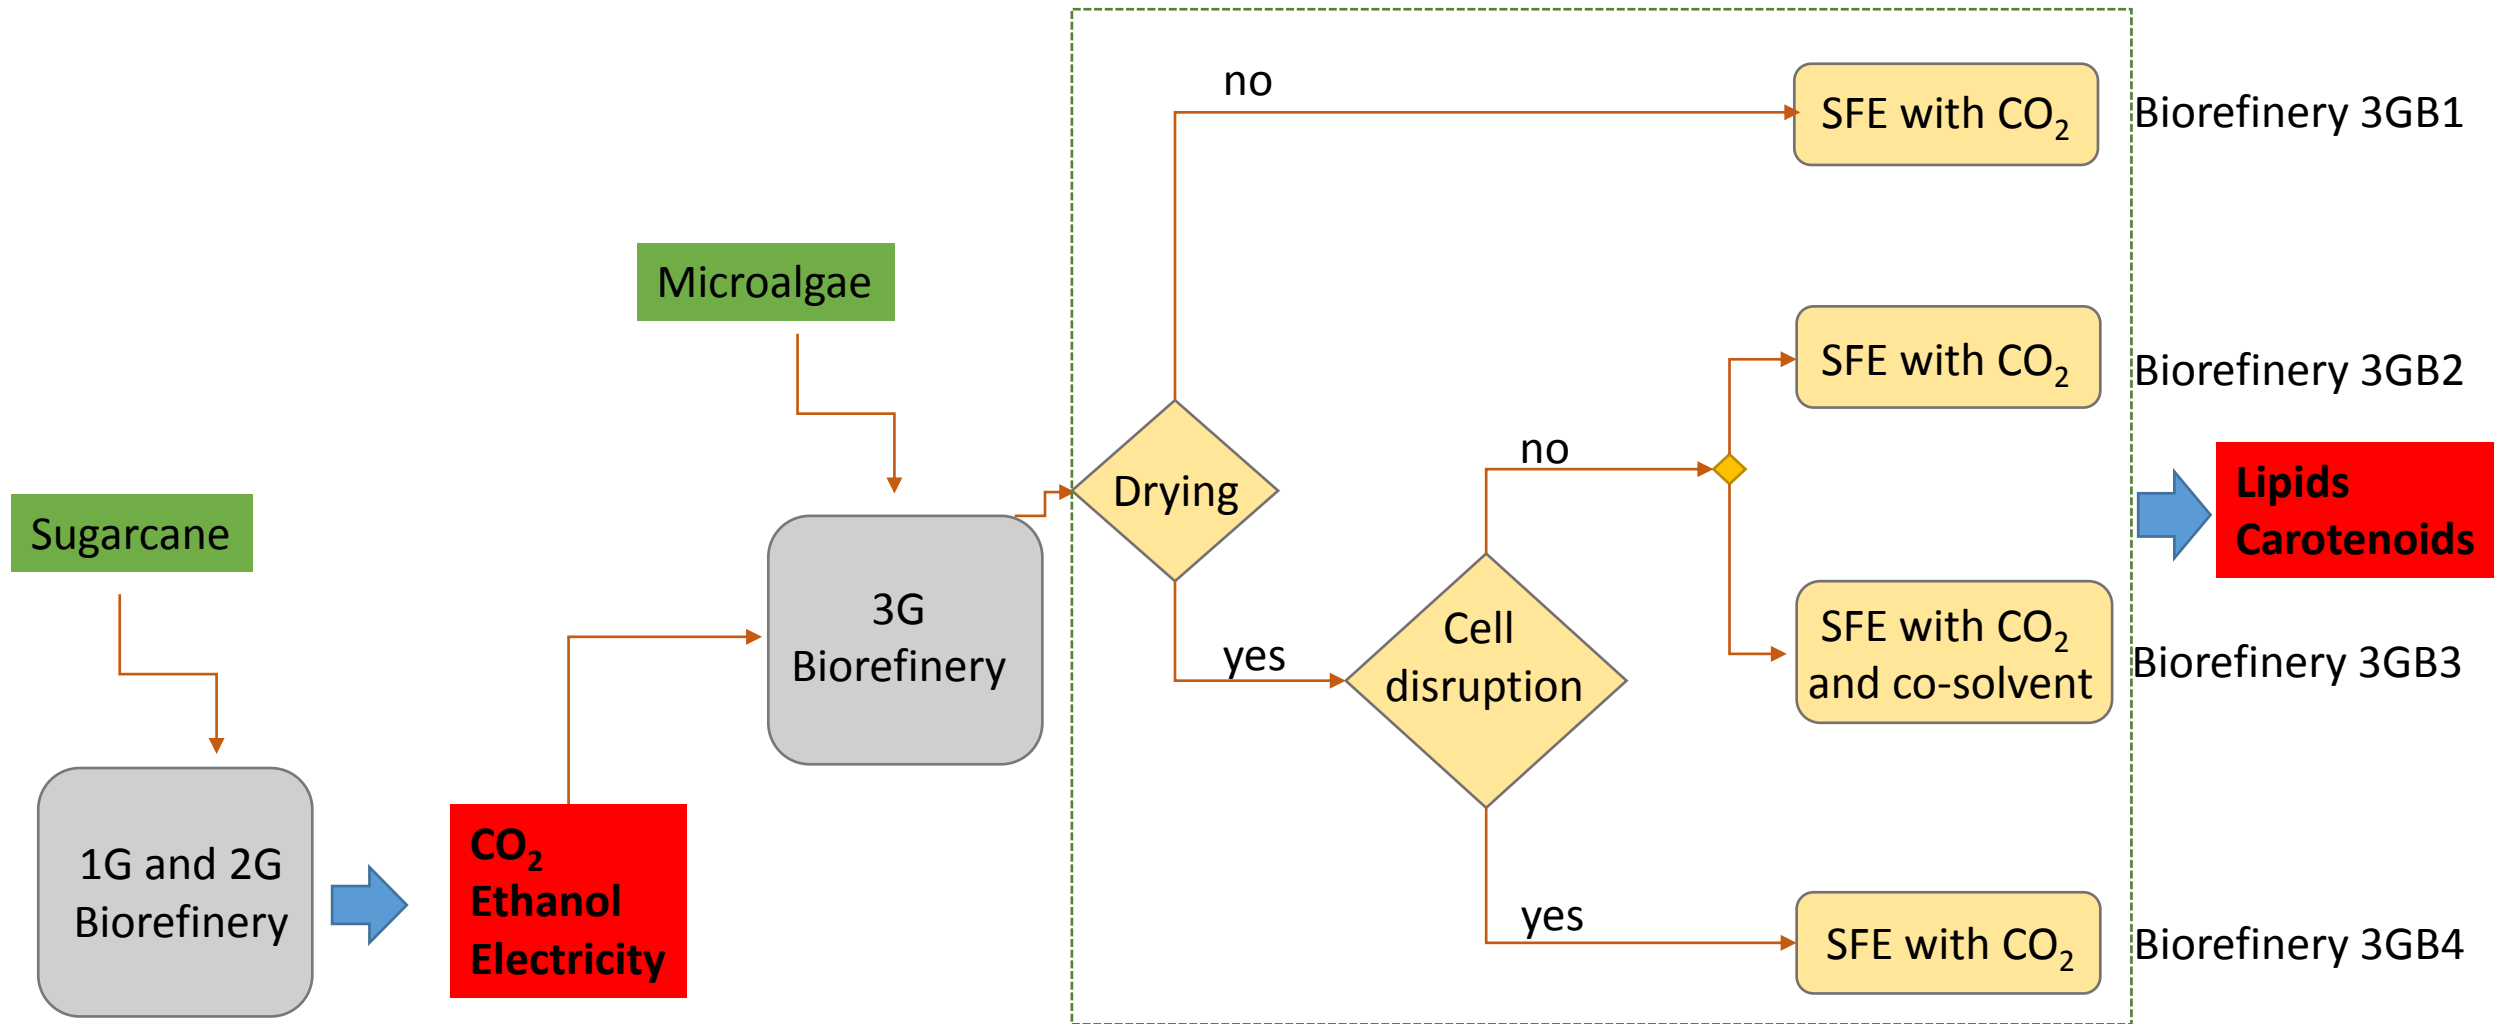 no
SFE with CO₂
Biorefinery 3GB1
Microalgae
SFE with CO₂
Biorefinery 3GB2
Sugarcane
Drying
no
Lipids
Carotenoids
3G
Biorefinery
yes
Cell
disruption
SFE with CO₂
and co-solvent
Biorefinery 3GB3
1G and 2G
Biorefinery
CO₂
Ethanol
Electricity
yes
SFE with CO₂
Biorefinery 3GB4